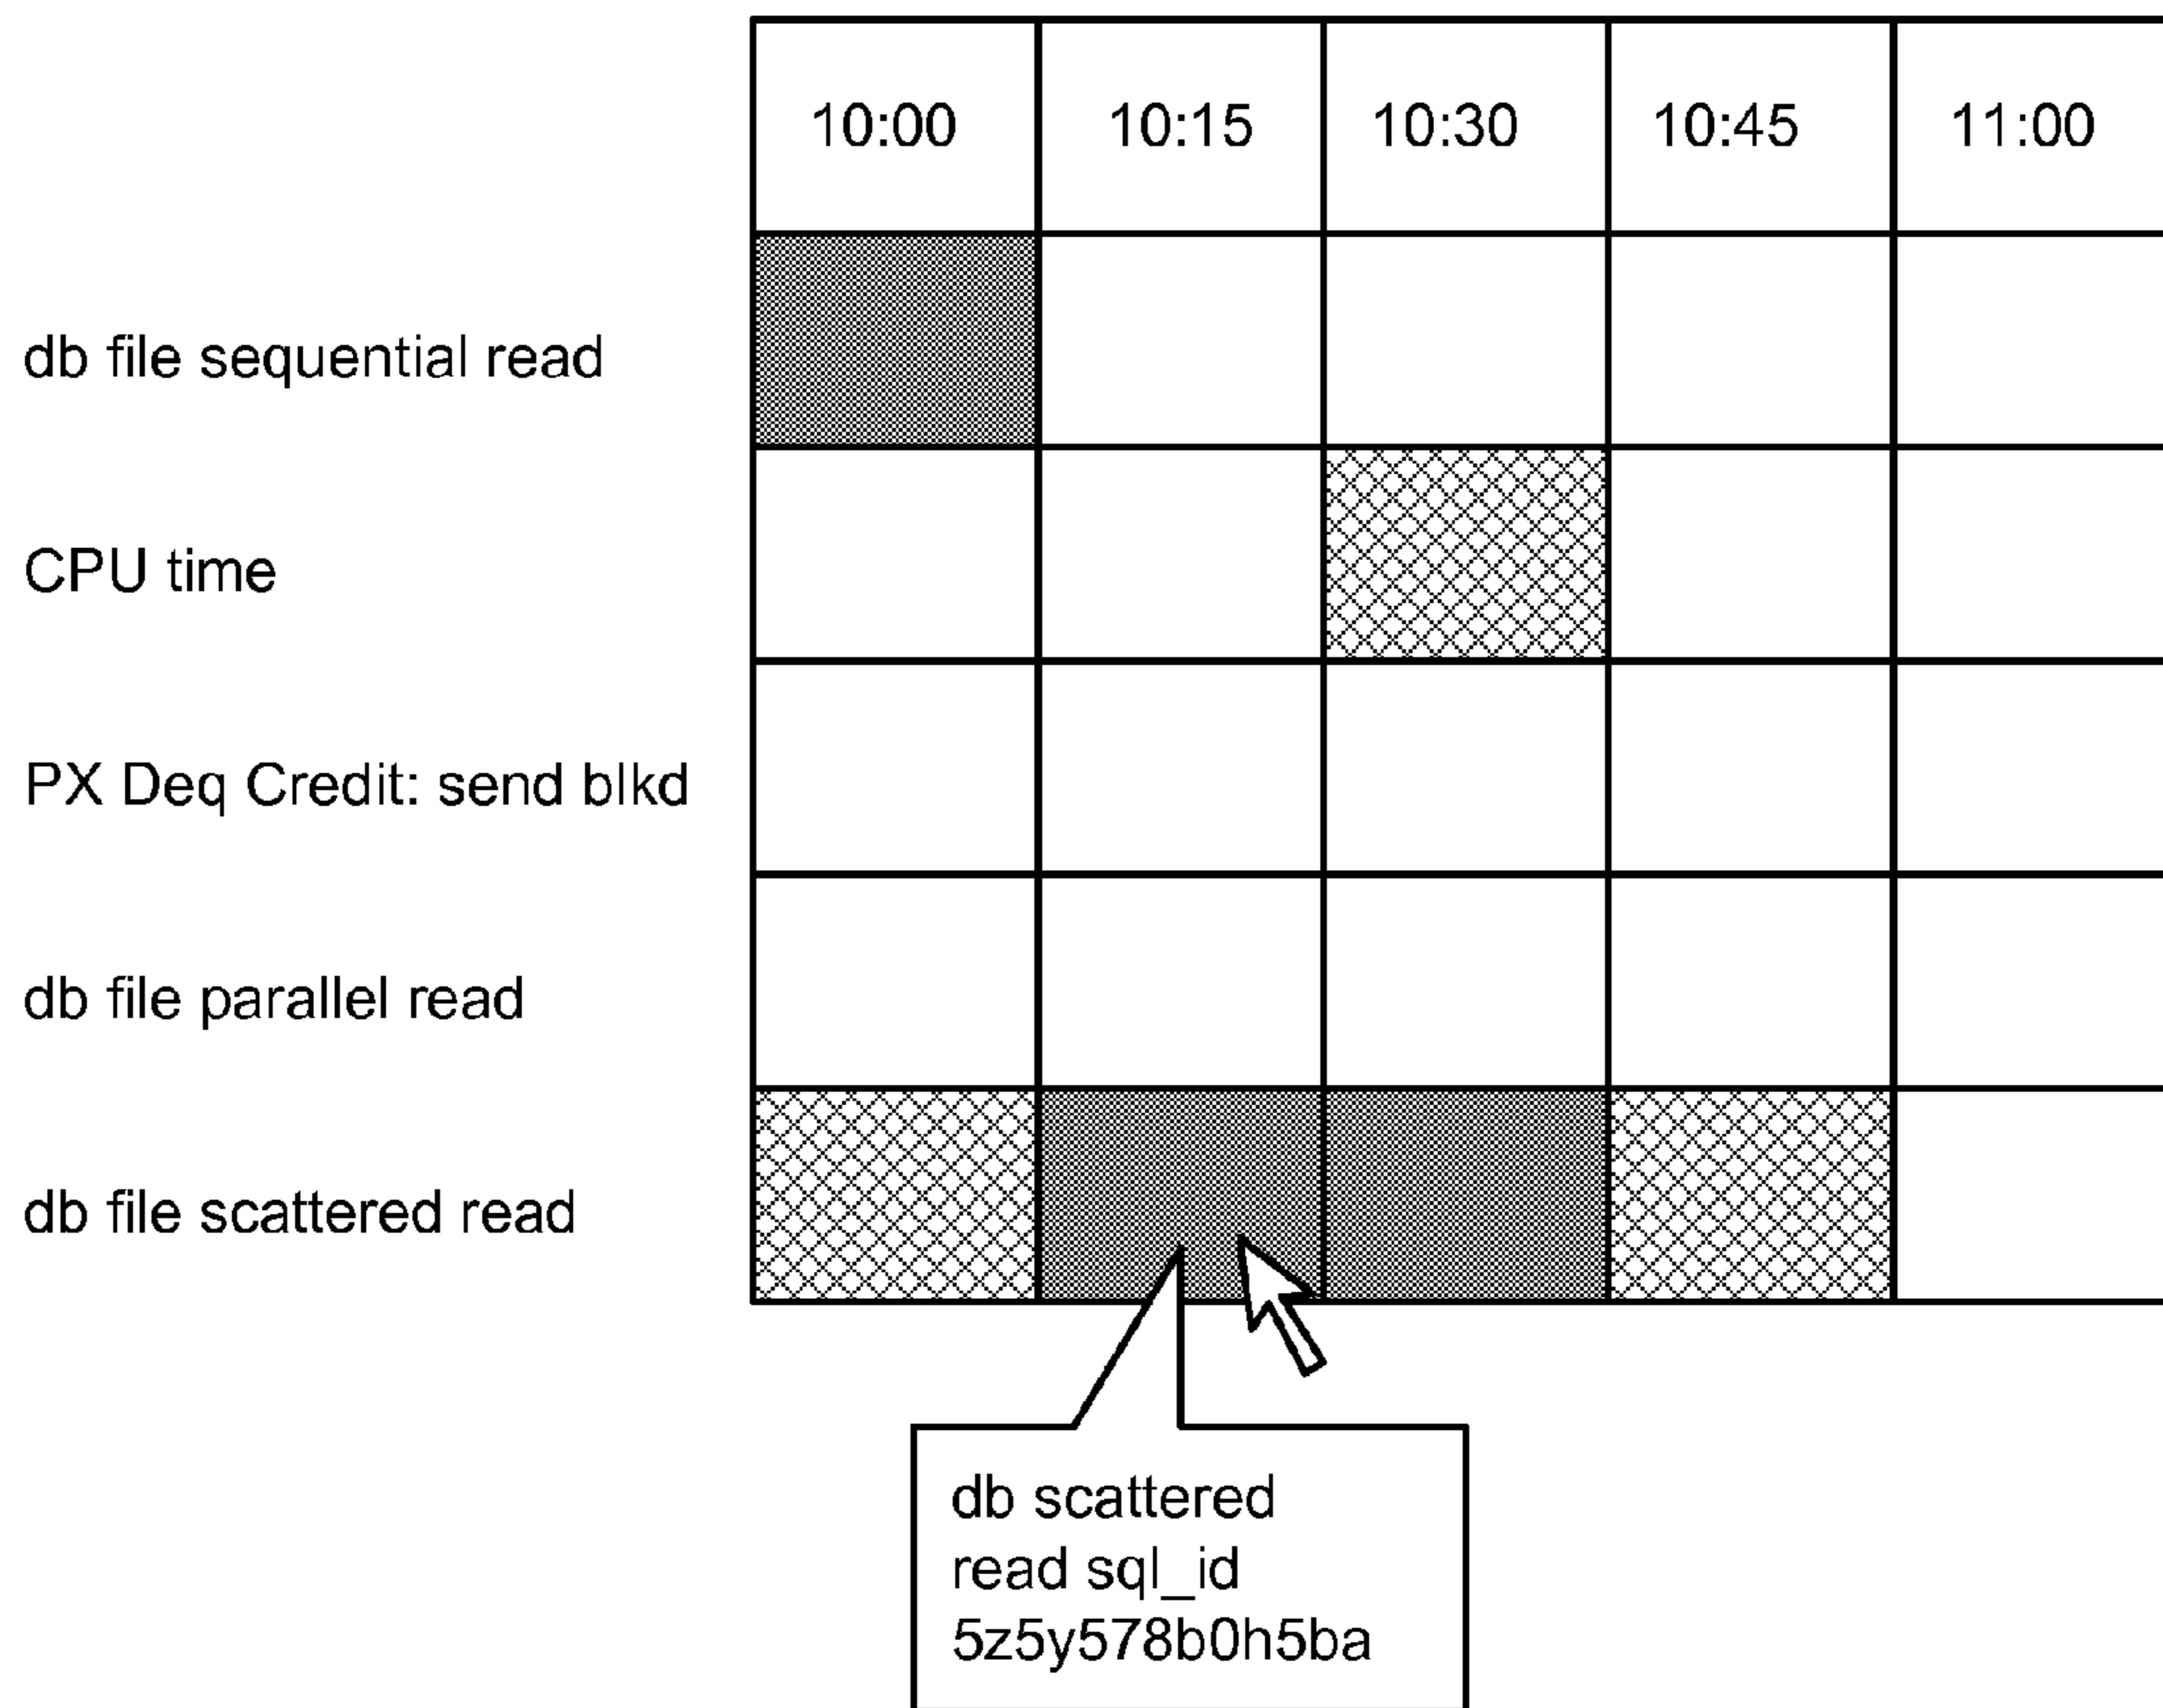 10:00 10:15 10:30 10:45 11:00
db file sequential read
CPU time
PX Deq Credit: send blkd
db file parallel read
db file scattered read
db scattered
read sql_id
5z5y578b0h5ba